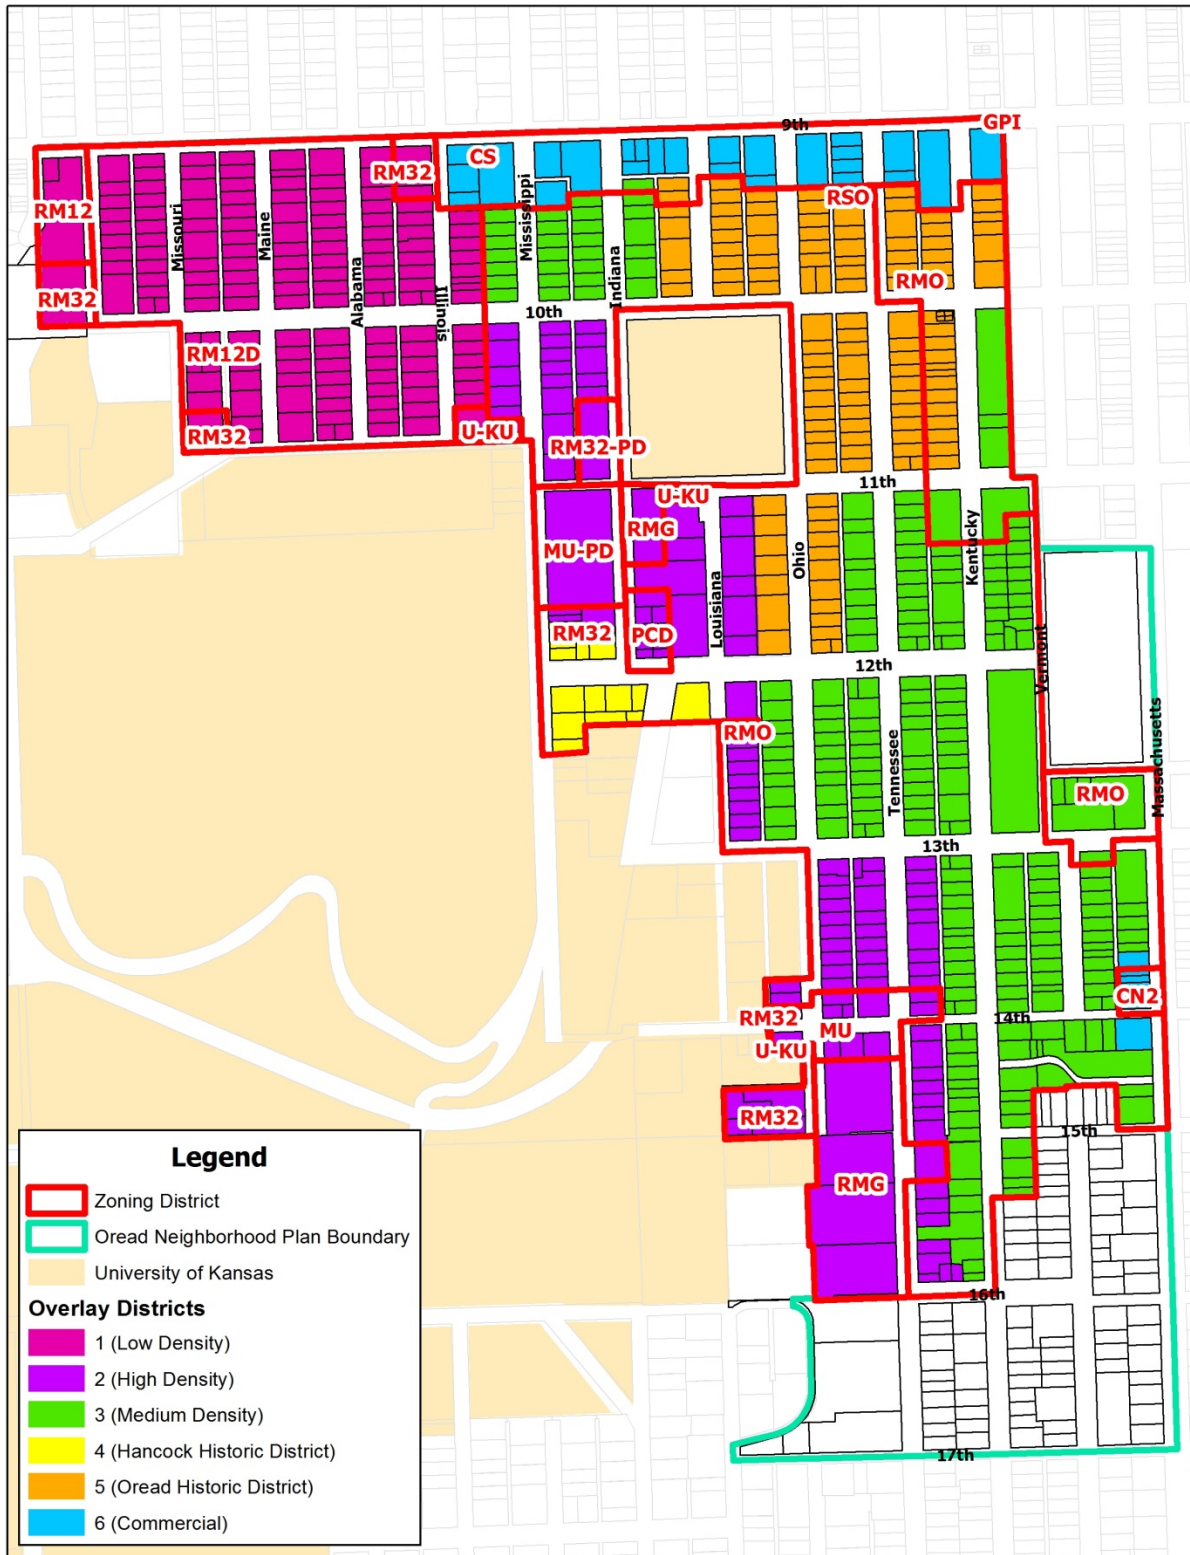 9th
GPI
CS
RM32
RM12
Mississippi
RSO
Missouri
Maine
Indiana
RMO
Alabama
Illinois
RM32
10th
RM12D
RM32
U-KU
RM32-PD
11th
U-KU
RMG
MU-PD
Kentucky
Ohio
Louisiana
RM32
PCD
12th
Vermont
RMO
Tennessee
Massachusetts
RMO
13th
CN2
RM32
MU
14th
U-KU
RM32
15th
RMG
16th
17th
Legend
Zoning District
Oread Neighborhood Plan Boundary
University of Kansas
Overlay Districts
1 (Low Density)
2 (High Density)
3 (Medium Density)
4 (Hancock Historic District)
5 (Oread Historic District)
6 (Commercial)